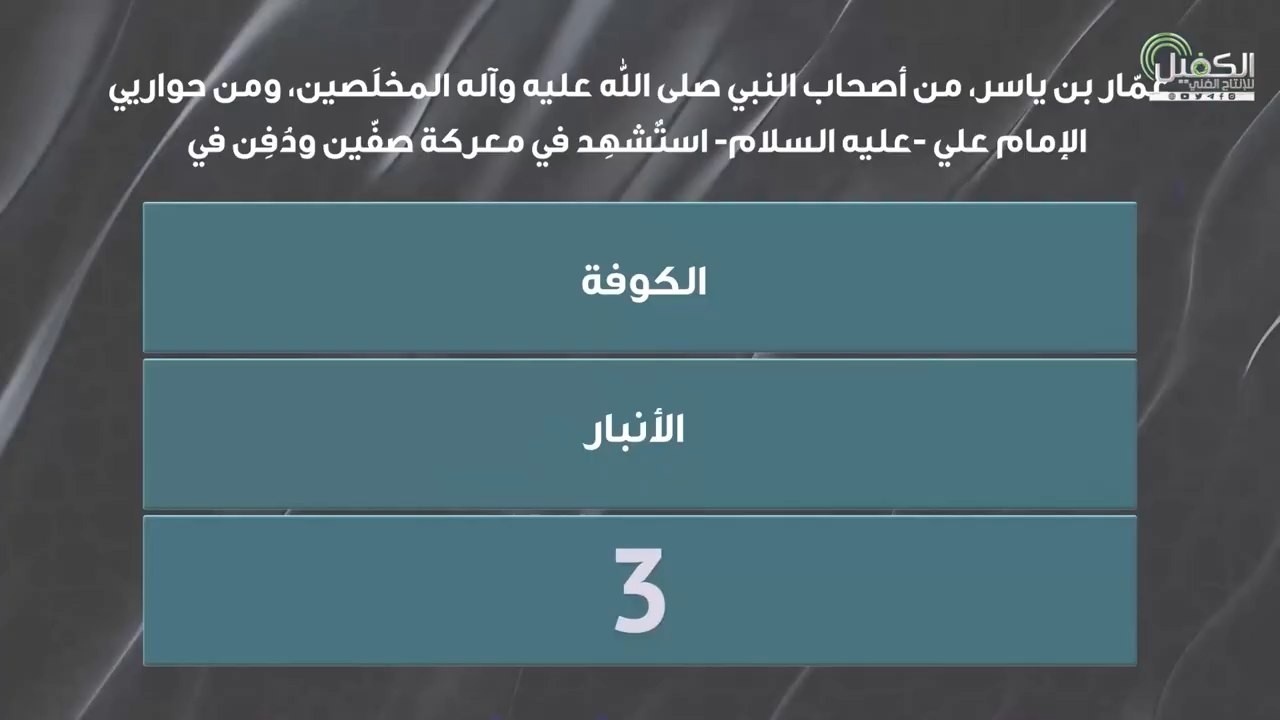 الكفيل
للإنتاج الفني
عمّار بن ياسر، من أصحاب النبي صلى الله عليه وآله المخلَصين، ومن حواريي
الإمام علي -عليه السلام- استٌشهِد في معركة صفّين ودُفِن في
الكوفة
الأنبار
3